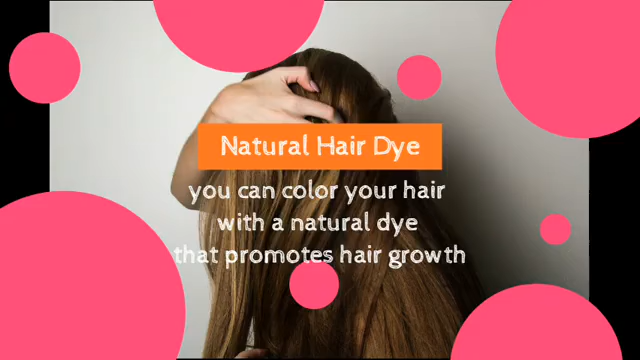 Natural Hair Dye
you can color your hair
with a natural dye
that promotes hair growth